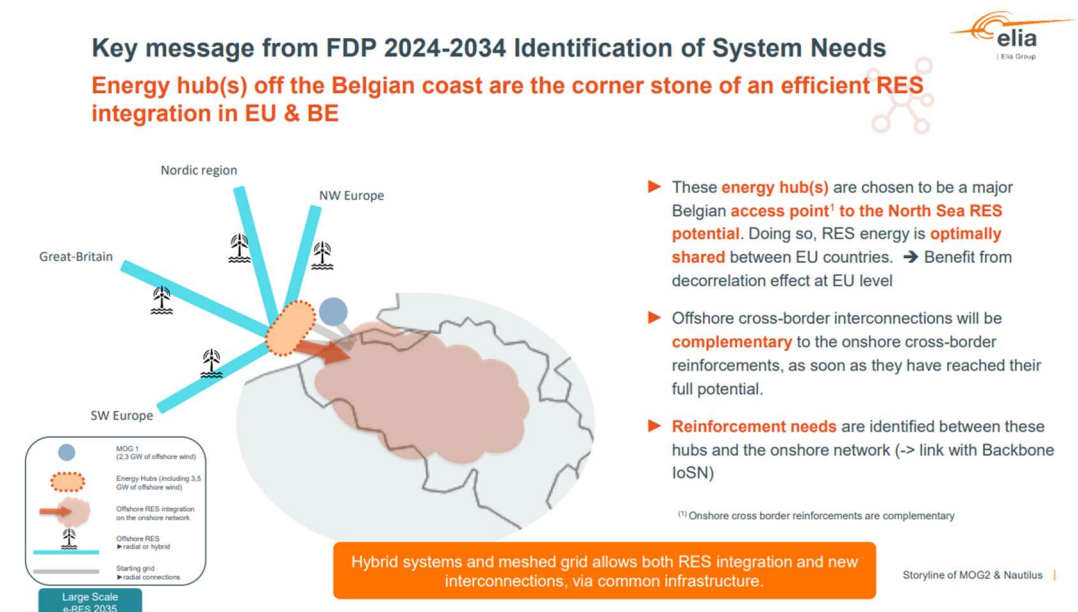 Key message from FDP 2024-2034 Identification of System Needs
elia
| Elia Group
Energy hub(s) off the Belgian coast are the corner stone of an efficient RES
integration in EU & BE
Nordic region
NW Europe
Great-Britain
SW Europe
MOG 1
(2.3 GW of offshore wind)
Energy Hubs (including 3,5
GW of offshore wind)
Offshore RES integration
on the onshore network
Offshore RES
►radial or hybrid
Starting grid
►radial connections
Large Scale
e-RES 2035
► These energy hub(s) are chosen to be a major
Belgian access point¹ to the North Sea RES
potential. Doing so, RES energy is optimally
shared between EU countries. ➔ Benefit from
decorrelation effect at EU level
► Offshore cross-border interconnections will be
complementary to the onshore cross-border
reinforcements, as soon as they have reached their
full potential.
► Reinforcement needs are identified between these
hubs and the onshore network (-> link with Backbone
IoSN)
(1) Onshore cross border reinforcements are complementary
Hybrid systems and meshed grid allows both RES integration and new
interconnections, via common infrastructure.
Storyline of MOG2 & Nautilus |